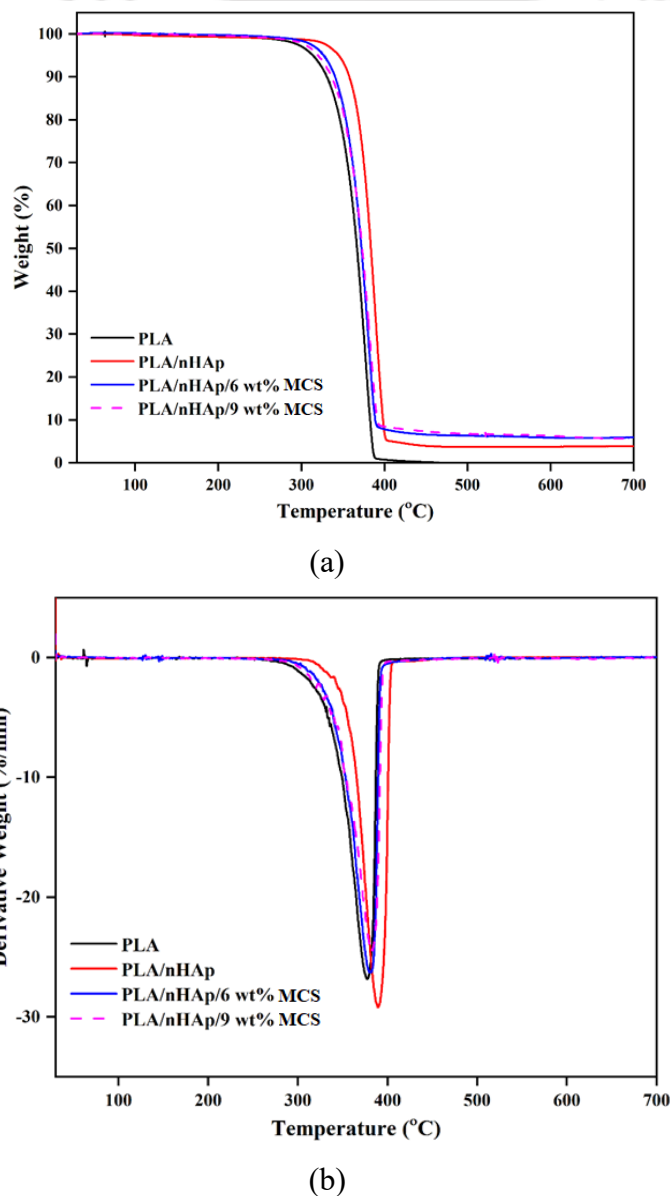 100
90
80
70
60
50
40
30
20
10
0
Weight (%)
PLA
PLA/nHAp
PLA/nHAp/6 wt% MCS
PLA/nHAp/9 wt% MCS
100 200 300 400 500 600 700
Temperature (°C)
(a)
0
-10
-20
-30
Derivative Weight (%/min)
PLA
PLA/nHAp
PLA/nHAp/6 wt% MCS
PLA/nHAp/9 wt% MCS
100 200 300 400 500 600 700
Temperature (°C)
(b)